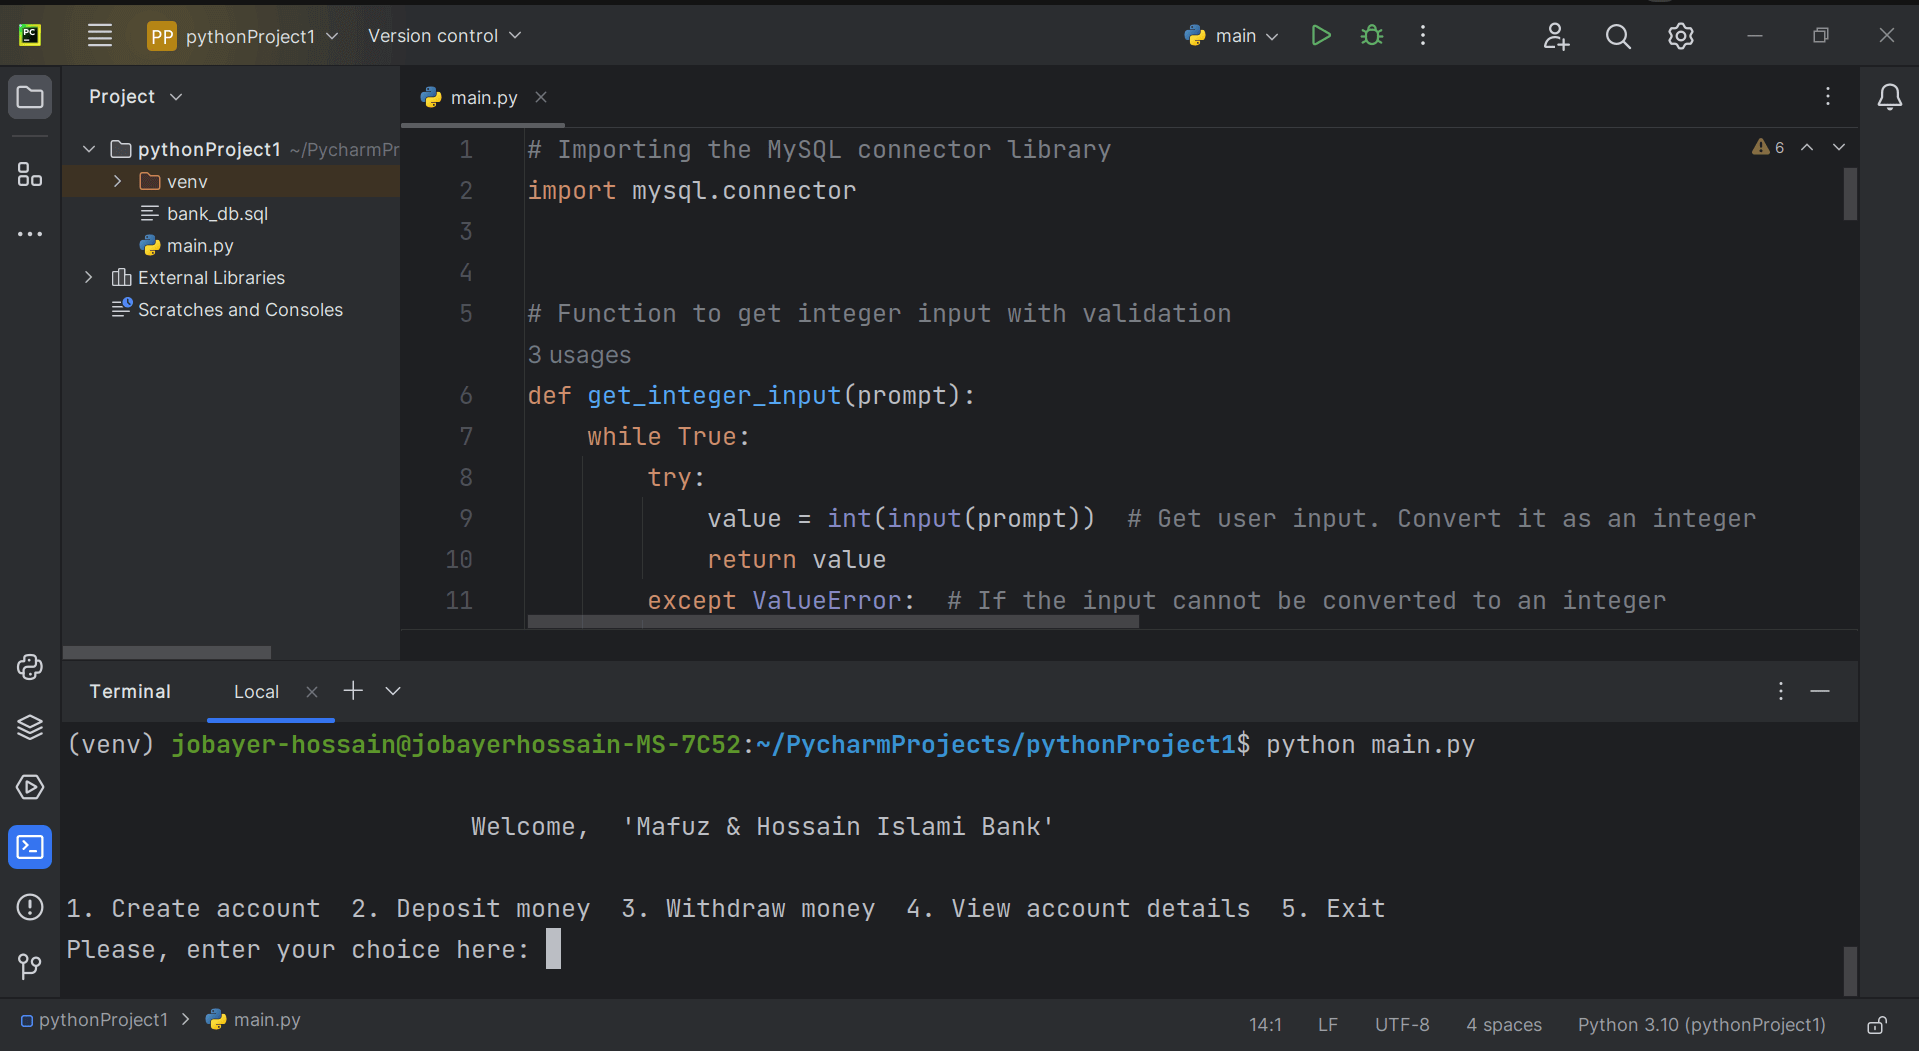 PC
PP pythonProject1 Version control main
Project
main.py
pythonProject1 ~/PycharmPr
venv
bank_db.sql
main.py
External Libraries
Scratches and Consoles
6
1 # Importing the MySQL connector library
2 import mysql.connector
3
4
5 # Function to get integer input with validation
3 usages
6 def get_integer_input(prompt):
7 while True:
8 try:
9 value = int(input(prompt))  # Get user input. Convert it as an integer
10 return value
11 except ValueError:  # If the input cannot be converted to an integer
Terminal Local
(venv) jobayer-hossain@jobayerhossain-MS-7C52:~/PycharmProjects/pythonProject1$ python main.py
Welcome,  'Mafuz & Hossain Islami Bank'
1. Create account  2. Deposit money  3. Withdraw money  4. View account details  5. Exit
Please, enter your choice here:
pythonProject1 > main.py
14:1 LF UTF-8 4 spaces Python 3.10 (pythonProject1)